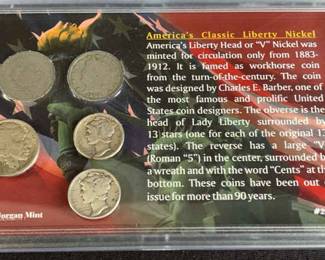 America's Classic Liberty Nickel
America's Liberty Head or "V" Nickel was
minted for circulation only from 1883-
1912. It is famed as workhorse coin
from the turn-of-the-century. The coin
was designed by Charles E. Barber, one
of the most famous and prolific United
States coin designers. The obverse is the
head of Lady Liberty surrounded by
13 stars (one for each of the original 13
states). The reverse has a large "V"
(Roman "5") in the center, surrounded by
a wreath and with the word "Cents" at the
bottom. These coins have been out of
issue for more than 90 years.
Morgan Mint